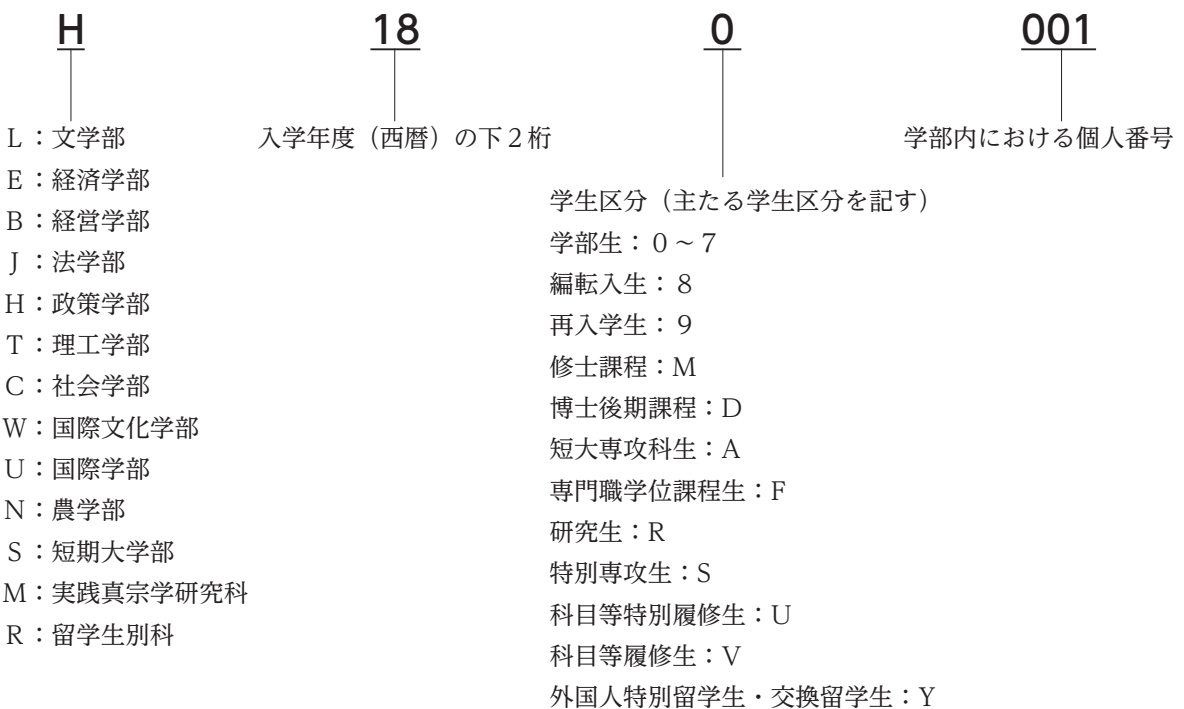 H 18 0 001
L：文学部
E：経済学部
B：経営学部
J：法学部
H：政策学部
T：理工学部
C：社会学部
W：国際文化学部
U：国際学部
N：農学部
S：短期大学部
M：実践真宗学研究科
R：留学生別科
入学年度（西暦）の下２桁
学生区分（主たる学生区分を記す）
学部生：０～７
編転入生：８
再入学生：９
修士課程：M
博士後期課程：D
短大専攻科生：A
専門職学位課程生：F
研究生：R
特別専攻生：S
科目等特別履修生：U
科目等履修生：V
外国人特別留学生・交換留学生：Y
学部内における個人番号